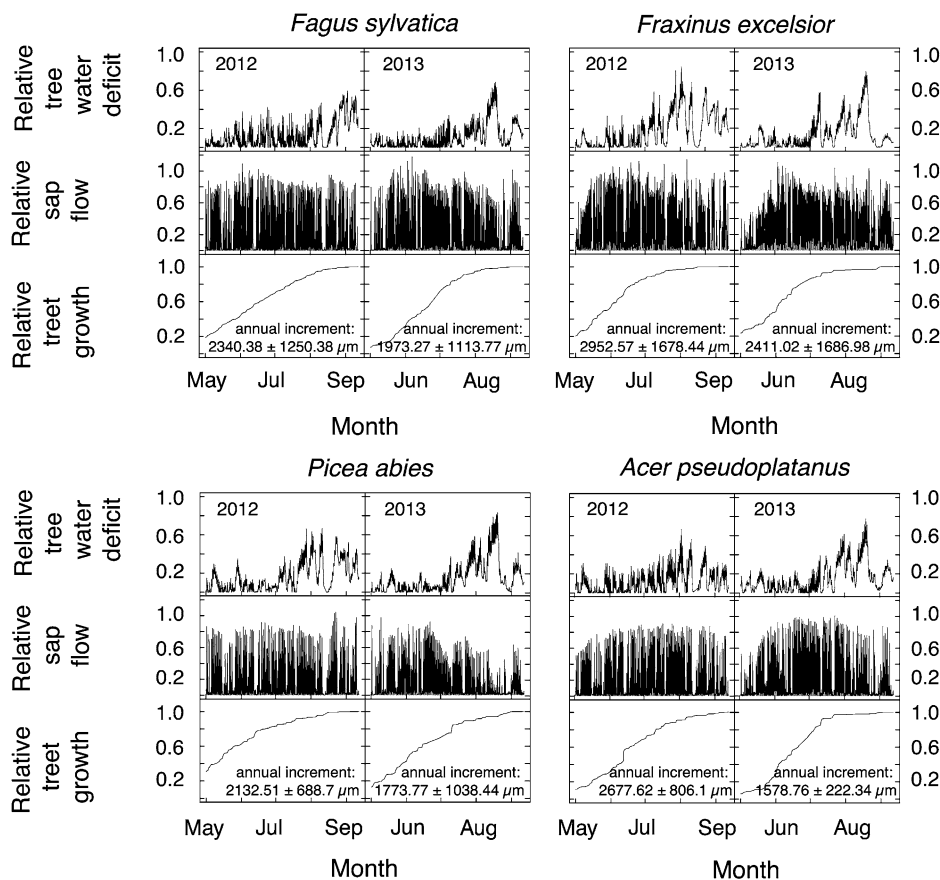 Fagus sylvatica
Fraxinus excelsior
Relative tree water deficit
1.0
0.6
0.2
2012
2013
2012
2013
1.0
0.6
0.2
Relative sap flow
1.0
0.6
0.2
1.0
0.6
0.2
Relative treet growth
1.0
0.6
0.2
annual increment:
2340.38 ± 1250.38 µm
annual increment:
1973.27 ± 1113.77 µm
annual increment:
2952.57 ± 1678.44 µm
annual increment:
2411.02 ± 1686.98 µm
1.0
0.6
0.2
May Jul Sep Jun Aug
May Jul Sep Jun Aug
Month
Month
Picea abies
Acer pseudoplatanus
Relative tree water deficit
1.0
0.6
0.2
2012
2013
2012
2013
1.0
0.6
0.2
Relative sap flow
1.0
0.6
0.2
1.0
0.6
0.2
Relative treet growth
1.0
0.6
0.2
annual increment:
2132.51 ± 688.7 µm
annual increment:
1773.77 ± 1038.44 µm
annual increment:
2677.62 ± 806.1 µm
annual increment:
1578.76 ± 222.34 µm
1.0
0.6
0.2
May Jul Sep Jun Aug
May Jul Sep Jun Aug
Month
Month